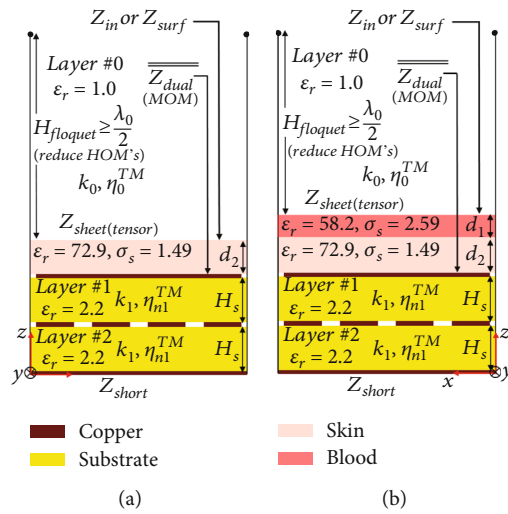 Z_in or Z_surf
Layer #0
ε_r = 1.0
Z_dual
(MOM)
H_floquet ≥ λ_0/2
(reduce HOM's)
k_0, η_0^TM
Z_sheet(tensor)
ε_r = 72.9, σ_s = 1.49
d_2
Layer #1
ε_r = 2.2
k_1, η_n1^TM
H_s
Layer #2
ε_r = 2.2
k_1, η_n1^TM
H_s
z
y
Z_short
Copper
Substrate
(a)
Z_in or Z_surf
Layer #0
ε_r = 1.0
Z_dual
(MOM)
H_floquet ≥ λ_0/2
(reduce HOM's)
k_0, η_0^TM
Z_sheet(tensor)
ε_r = 58.2, σ_s = 2.59
d_1
ε_r = 72.9, σ_s = 1.49
d_2
Layer #1
ε_r = 2.2
k_1, η_n1^TM
H_s
Layer #2
ε_r = 2.2
k_1, η_n1^TM
H_s
z
x
y
Z_short
Skin
Blood
(b)